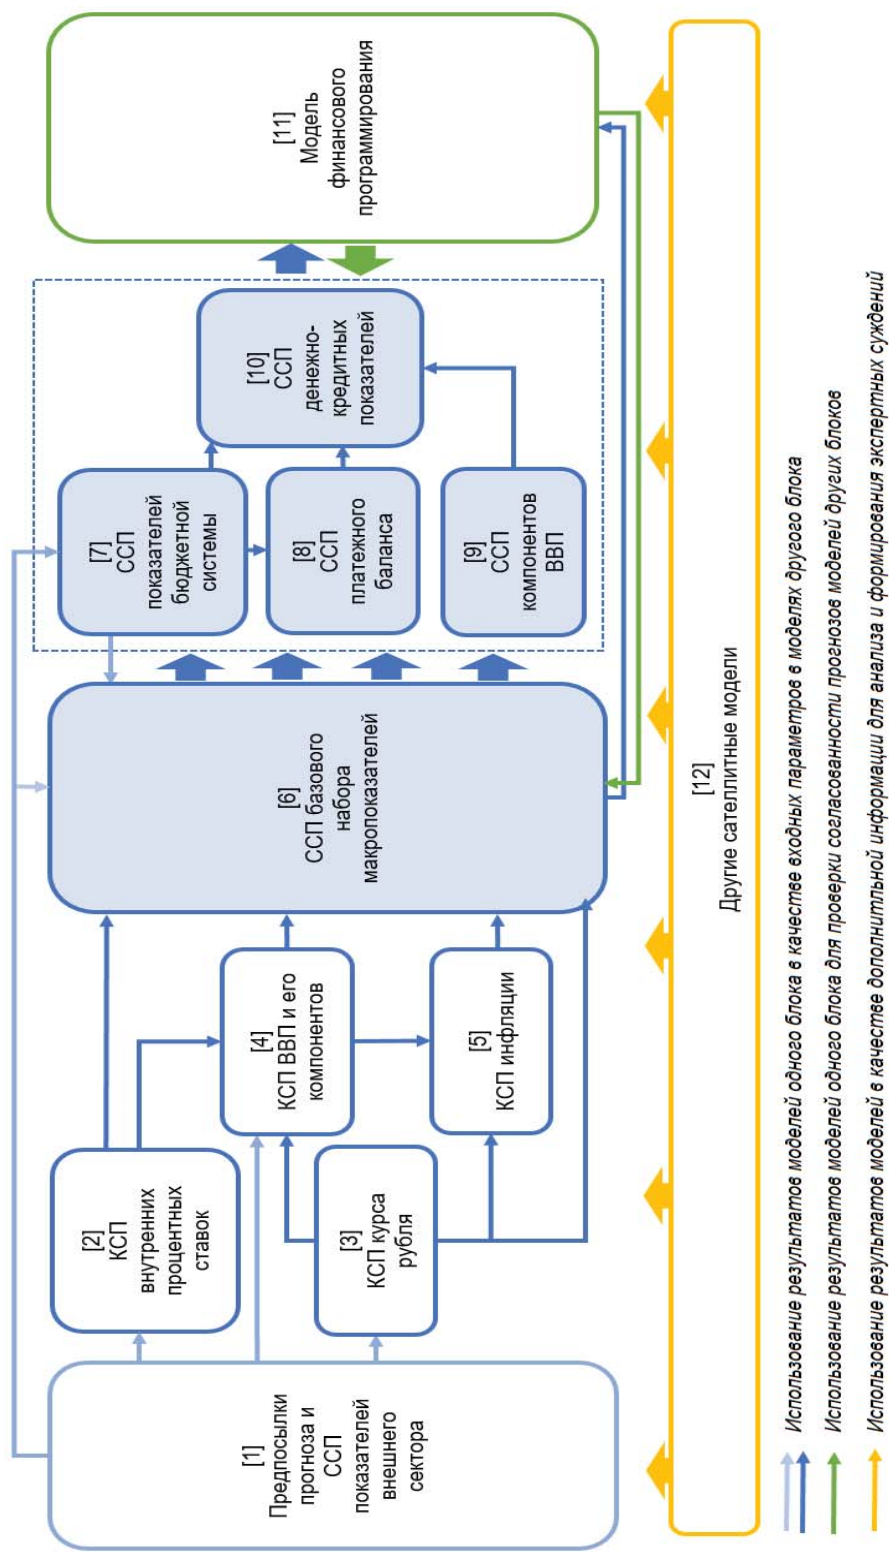 [1]
Предпосылки
прогноза и
ССП
показателей
внешнего
сектора
[2]
КСП
внутренних
процентных
ставок
[3]
КСП курса
рубля
[4]
КСП ВВП и его
компонентов
[5]
КСП инфляции
[6]
ССП базового
набора
макропоказателей
[7]
ССП
показателей
бюджетной
системы
[8]
ССП
платежного
баланса
[9]
ССП
компонентов
ВВП
[10]
ССП
денежно-
кредитных
показателей
[11]
Модель
финансового
программирования
[12]
Другие сателлитные модели
Использование результатов моделей одного блока в качестве входных параметров в моделях другого блока
Использование результатов моделей одного блока для проверки согласованности прогнозов моделей других блоков
Использование результатов моделей в качестве дополнитльной информации для анализа и формирования экспертных суждений